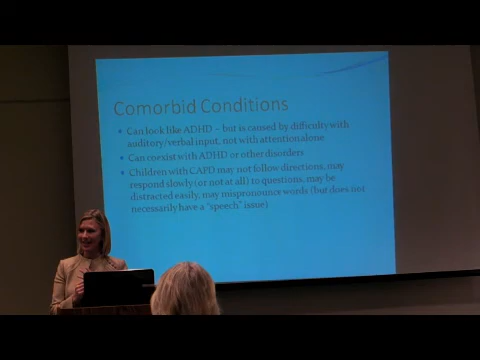 Comorbid Conditions
• Can look like ADHD – but is caused by difficulty with
auditory/verbal input, not with attention alone
• Can coexist with ADHD or other disorders
• Children with CAPD may not follow directions, may
respond slowly (or not at all) to questions, may be
distracted easily, may mispronounce words (but does not
necessarily have a "speech" issue)